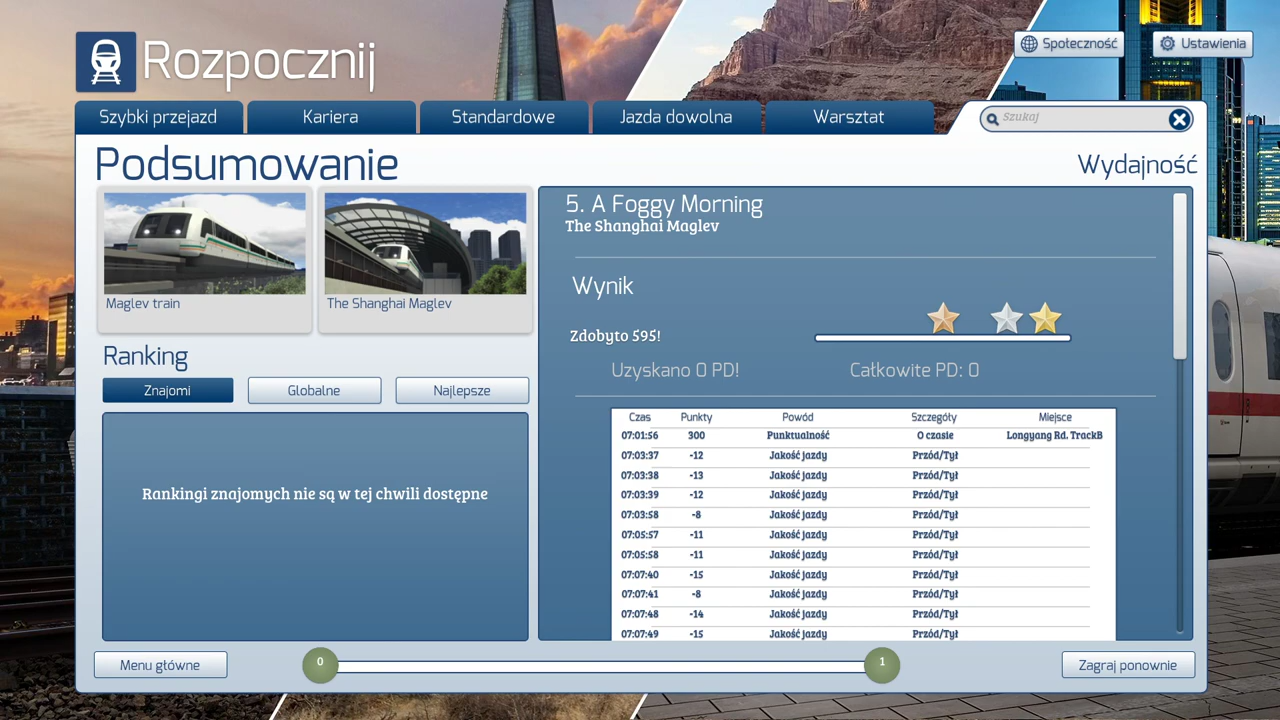 Rozpocznij
Społeczność
Ustawienia
Szybki przejazd
Kariera
Standardowe
Jazda dowolna
Warsztat
Szukaj
Podsumowanie
Wydajność
Maglev train
The Shanghai Maglev
Ranking
Znajomi
Globalne
Najlepsze
Rankingi znajomych nie są w tej chwili dostępne
5. A Foggy Morning
The Shanghai Maglev
Wynik
Zdobyto 595!
Uzyskano 0 PD!
Całkowite PD: 0
Czas Punkty Powód Szczegóły Miejsce
07:01:56 300 Punktualność O czasie Longyang Rd. TrackB
07:03:37 -12 Jakość jazdy Przód/Tył
07:03:38 -13 Jakość jazdy Przód/Tył
07:03:39 -12 Jakość jazdy Przód/Tył
07:03:58 -8 Jakość jazdy Przód/Tył
07:05:57 -11 Jakość jazdy Przód/Tył
07:05:58 -11 Jakość jazdy Przód/Tył
07:07:40 -15 Jakość jazdy Przód/Tył
07:07:41 -8 Jakość jazdy Przód/Tył
07:07:48 -14 Jakość jazdy Przód/Tył
07:07:49 -15 Jakość jazdy Przód/Tył
Menu główne
0
1
Zagraj ponownie